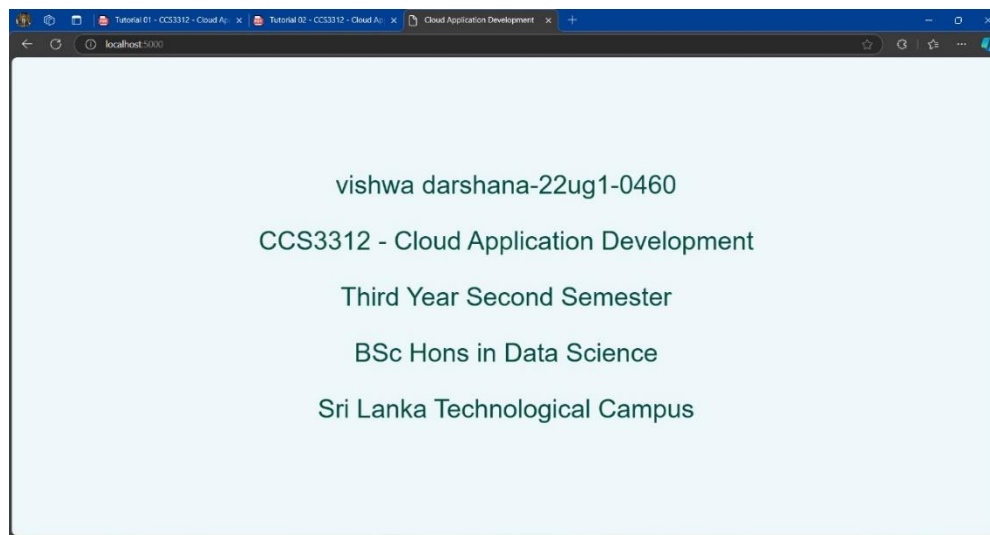 Tutorial 01 - CCS3312 - Cloud Ap
Tutorial 02 - CCS3312 - Cloud Ap
Cloud Application Development
localhost:5000
vishwa darshana-22ug1-0460
CCS3312 - Cloud Application Development
Third Year Second Semester
BSc Hons in Data Science
Sri Lanka Technological Campus